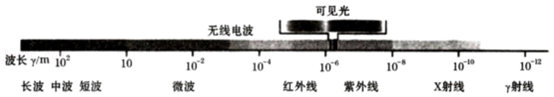 可见光
无线电波
波长 γ/m 10² 10 10⁻² 10⁻⁴ 10⁻⁶ 10⁻⁸ 10⁻¹⁰ 10⁻¹²
长波 中波 短波 微波 红外线 紫外线 X射线 γ射线